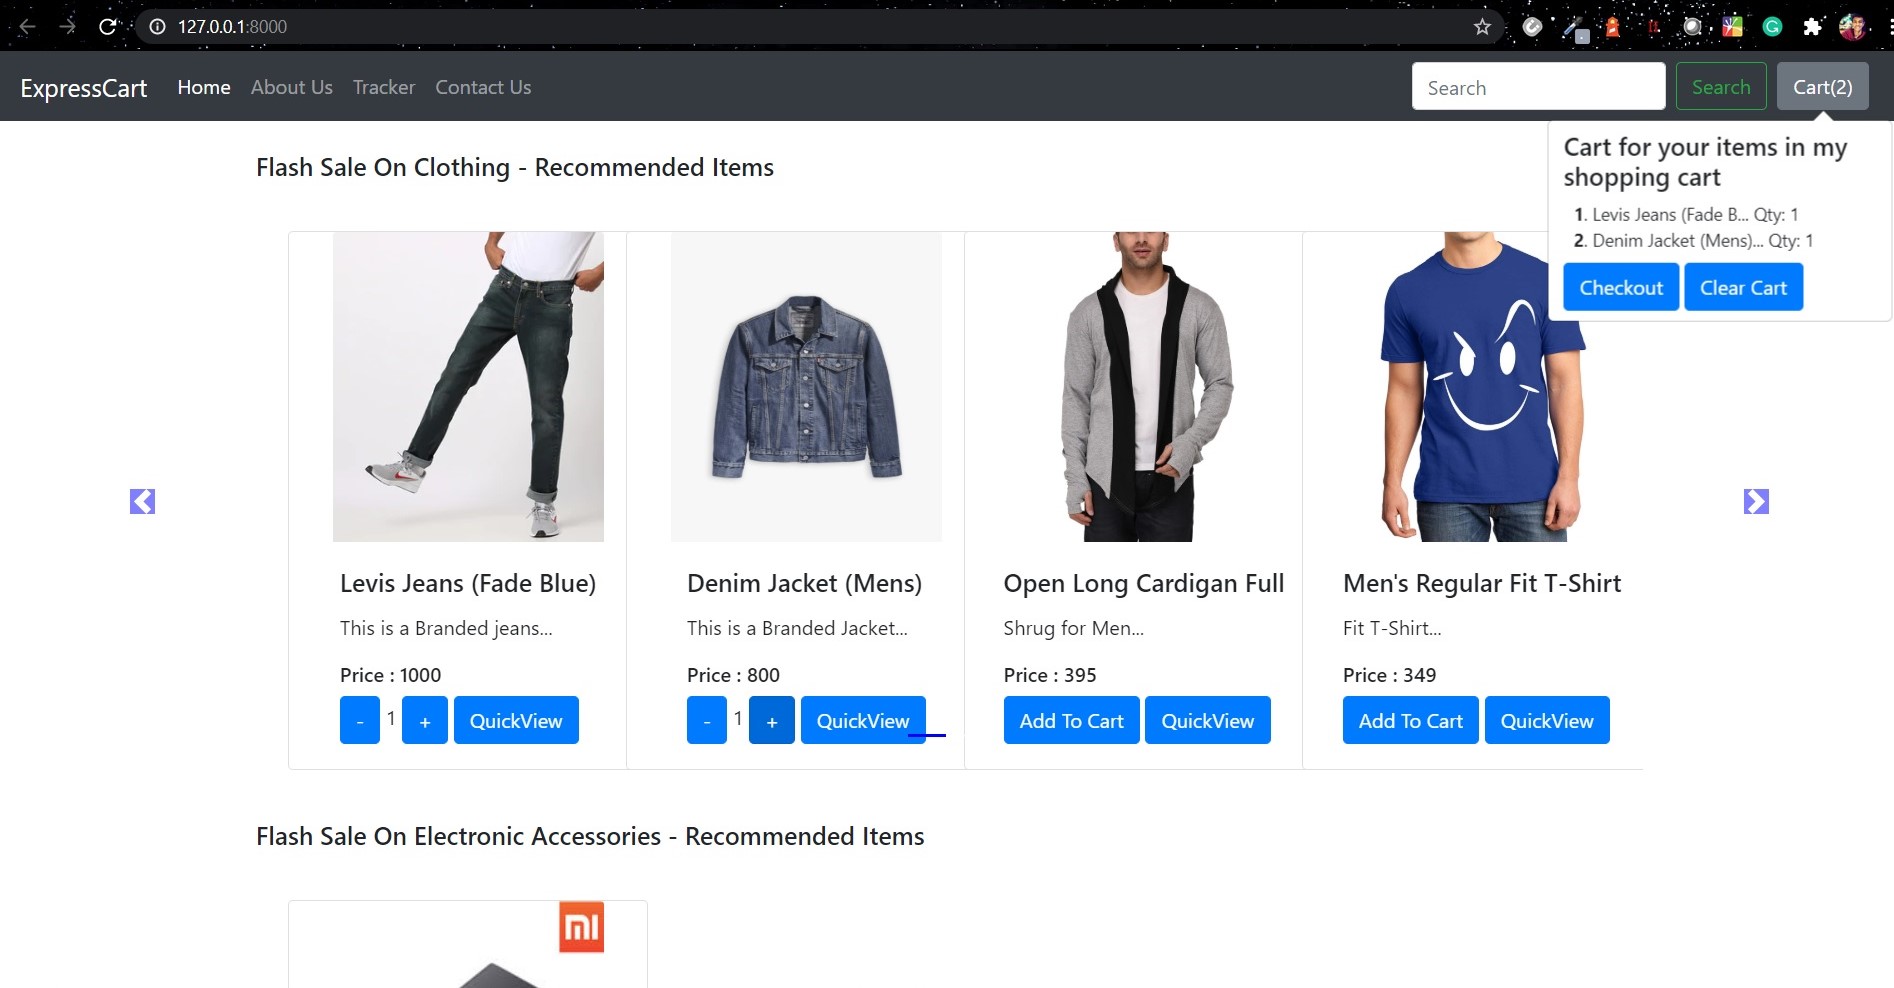 127.0.0.1:8000
ExpressCart Home About Us Tracker Contact Us Search Search Cart(2)
Cart for your items in my
shopping cart
1. Levis Jeans (Fade B... Qty: 1
2. Denim Jacket (Mens)... Qty: 1
Checkout Clear Cart
Flash Sale On Clothing - Recommended Items
Levis Jeans (Fade Blue)
This is a Branded jeans...
Price : 1000
- 1 + QuickView
Denim Jacket (Mens)
This is a Branded Jacket...
Price : 800
- 1 + QuickView
Open Long Cardigan Full
Shrug for Men...
Price : 395
Add To Cart QuickView
Men's Regular Fit T-Shirt
Fit T-Shirt...
Price : 349
Add To Cart QuickView
Flash Sale On Electronic Accessories - Recommended Items
mi